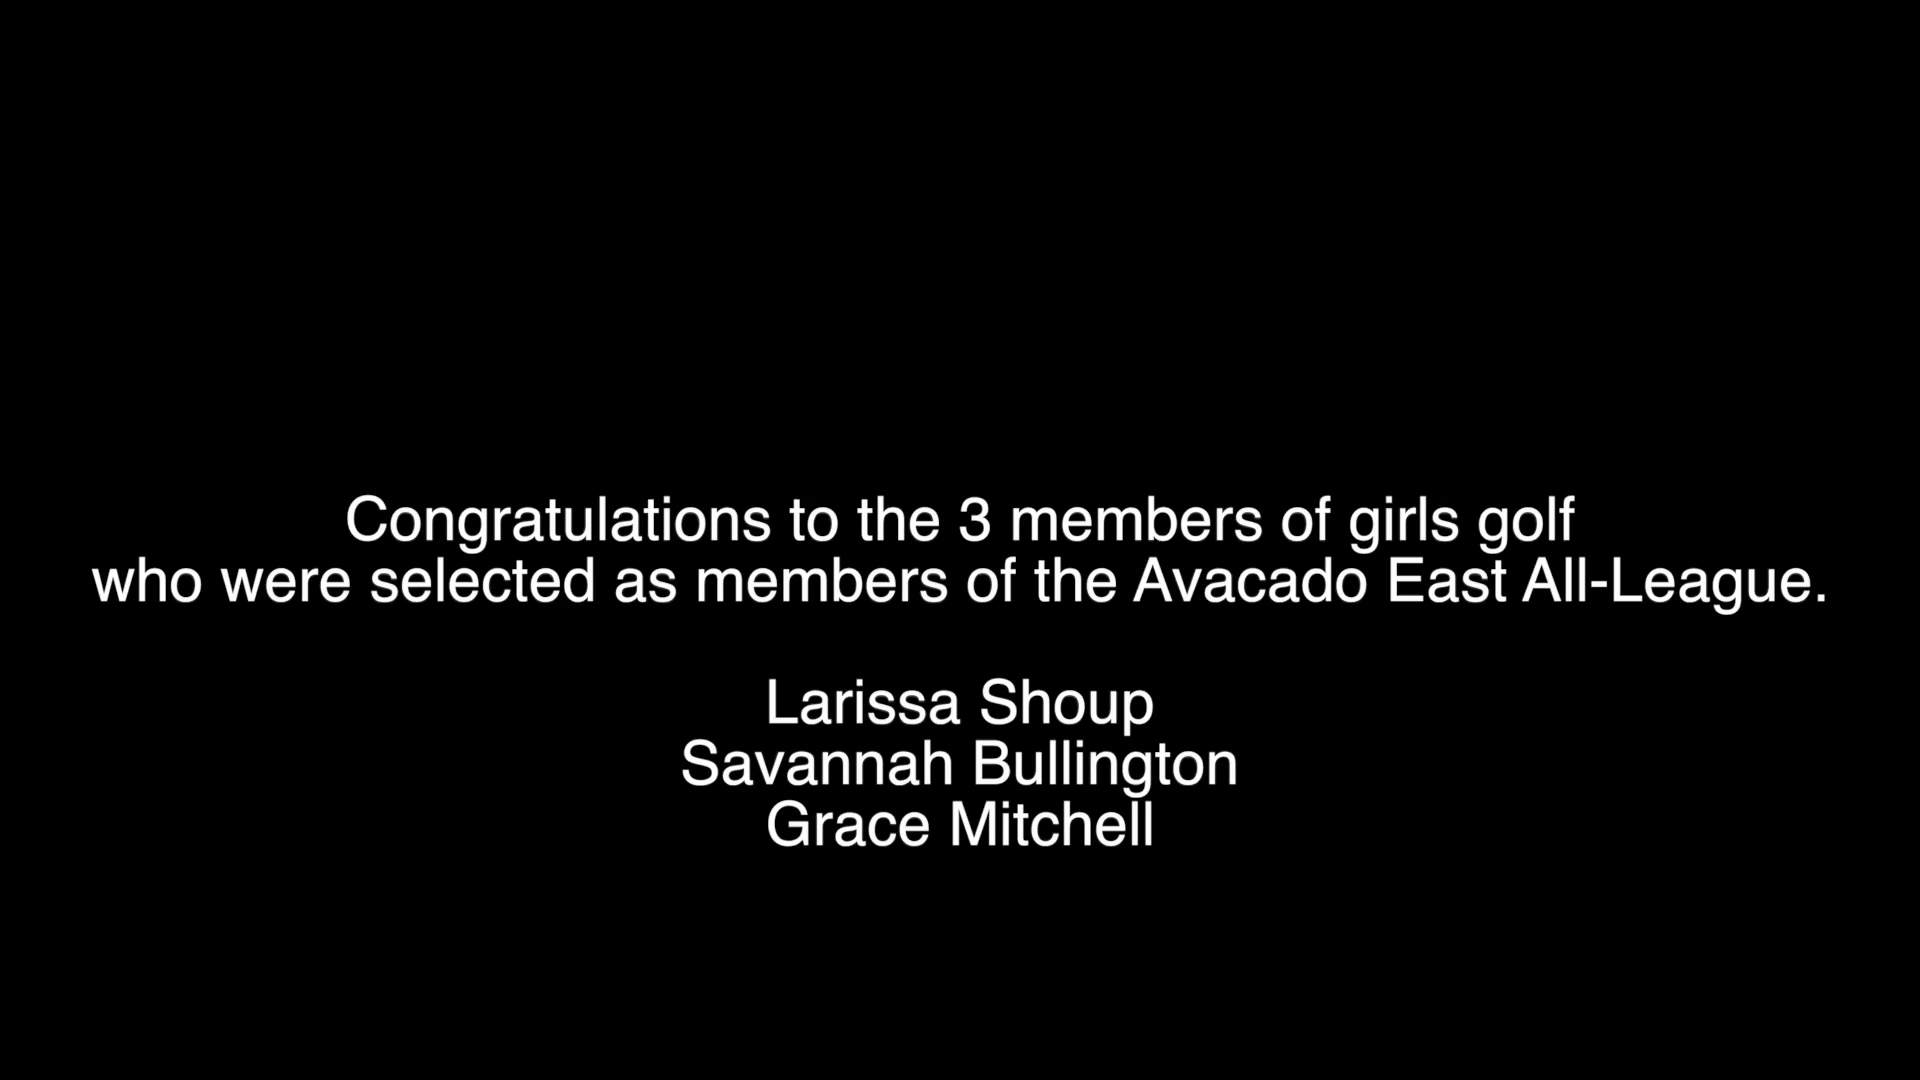 Congratulations to the 3 members of girls golf
who were selected as members of the Avacado East All-League.
Larissa Shoup
Savannah Bullington
Grace Mitchell